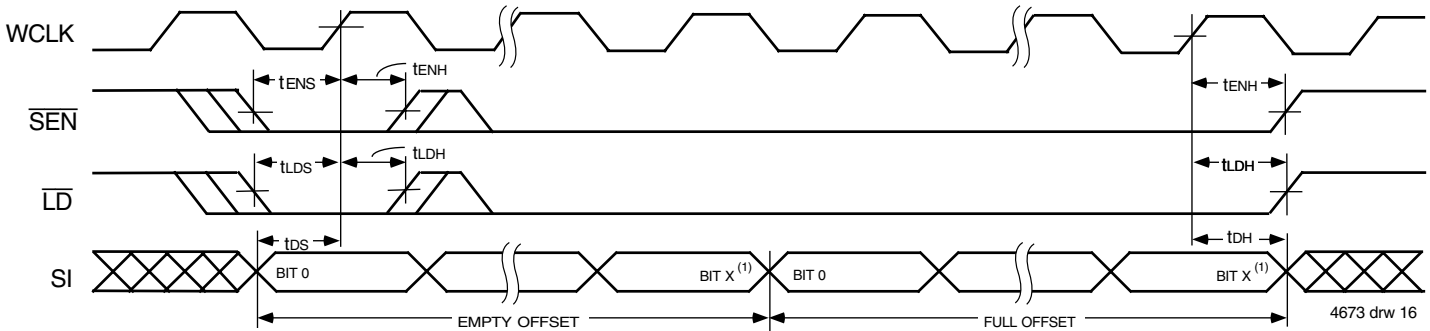 WCLK
tENS
tENH
tENH
SEN
tLDS
tLDH
tLDH
LD
tDS
tDH
SI
BIT 0
BIT X (1)
BIT 0
BIT X (1)
EMPTY OFFSET
FULL OFFSET
4673 drw 16